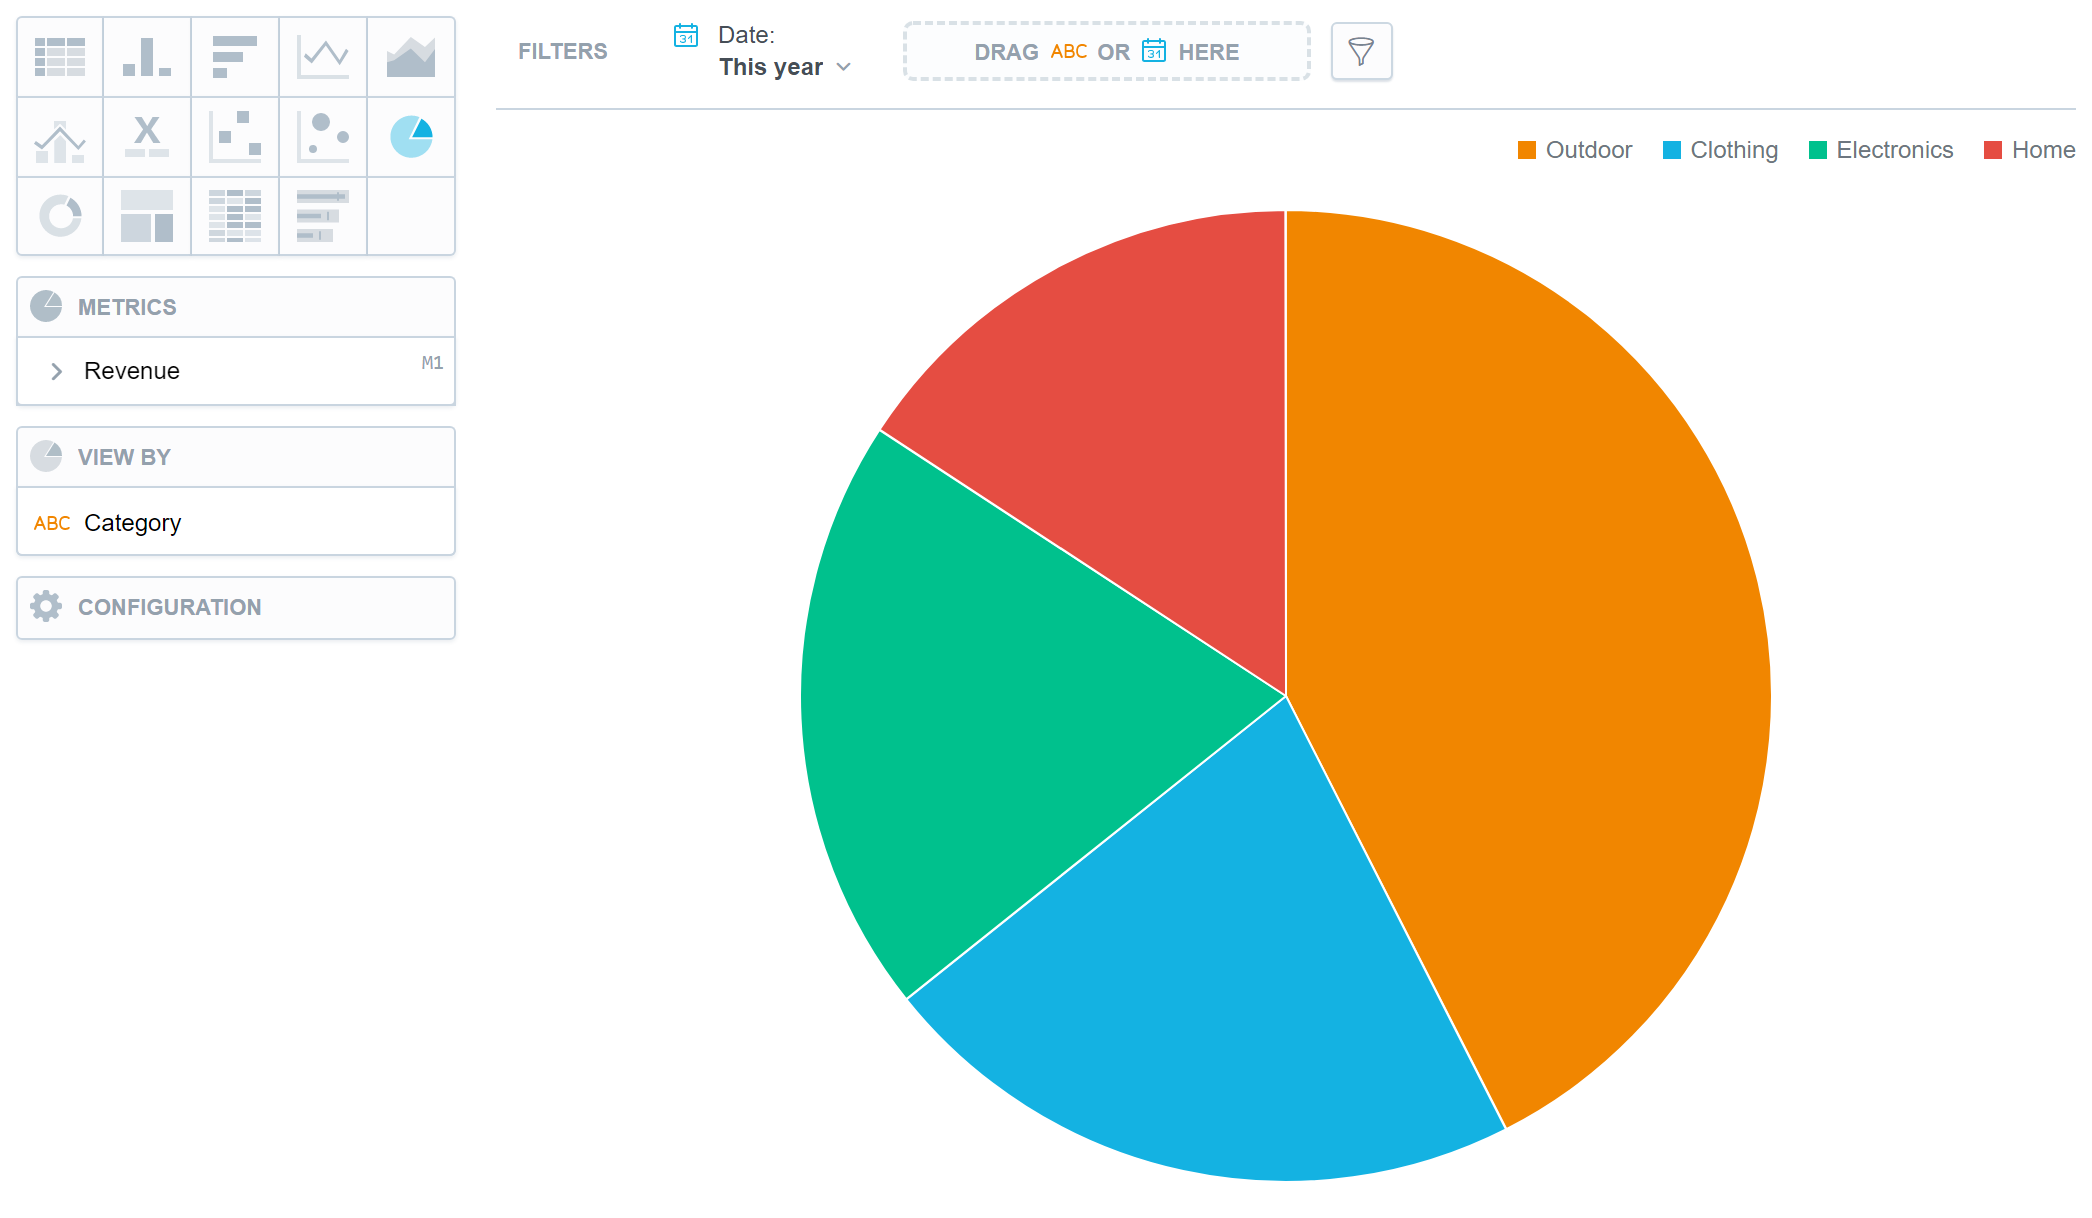 FILTERS
31 Date:
This year
DRAG ABC OR 31 HERE
Outdoor Clothing Electronics Home
X
METRICS
Revenue M1
VIEW BY
ABC Category
CONFIGURATION